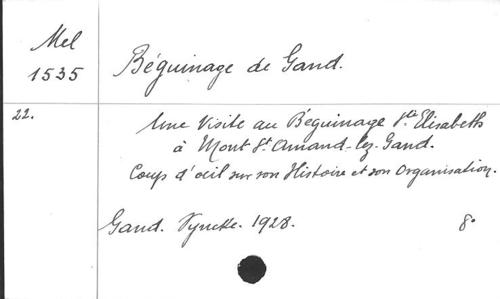 Mel
1535
Béguinage de Gand.
22.
Une Visite au Béguinage Ste Elisabeth
à Mont St Amand-lez-Gand.
Coup d'œil sur son Histoire et son Organisation.
Gand. Vyncke. 1928. 8°